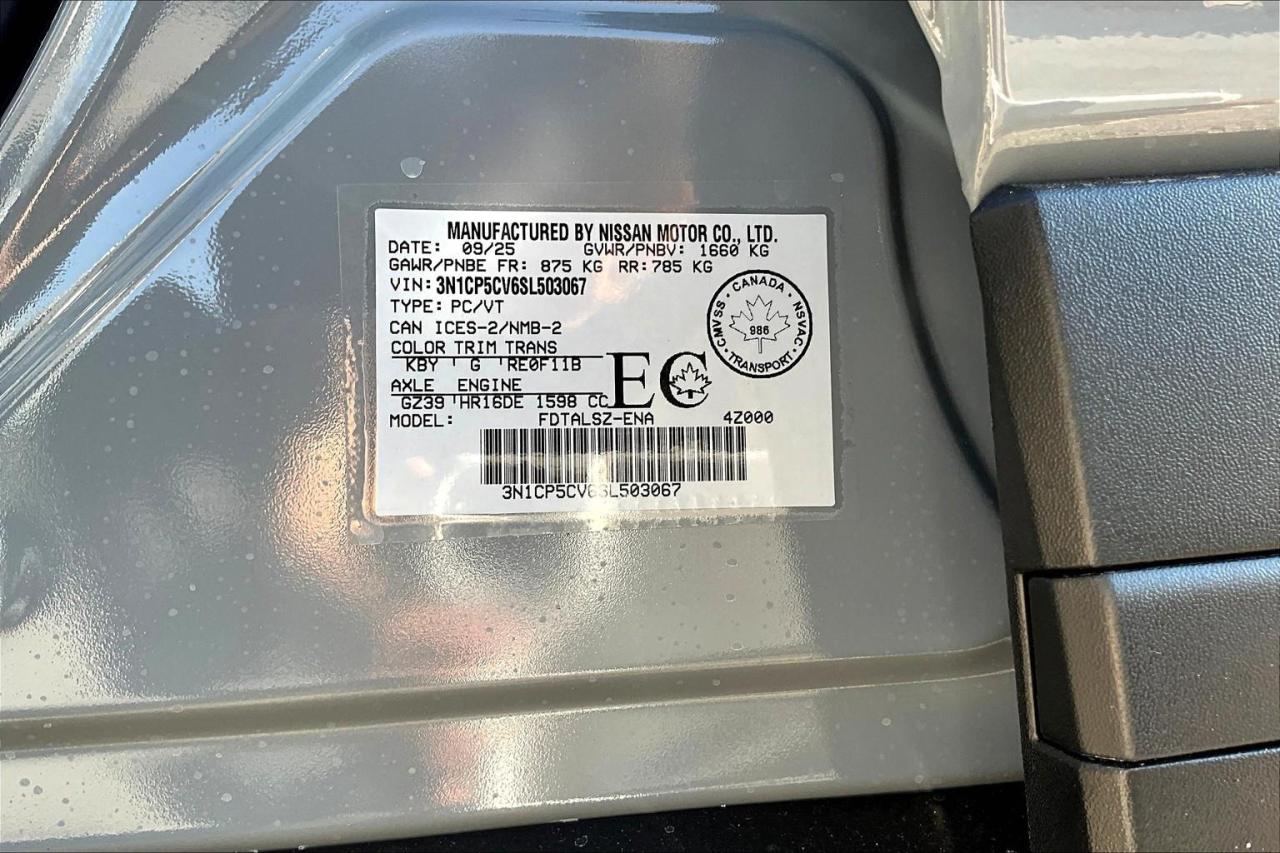 MANUFACTURED BY NISSAN MOTOR CO., LTD.
DATE: 09/25 GVWR/PNBV: 1660 KG
GAWR/PNBE FR: 875 KG RR:785 KG
VIN: 3N1CP5CV6SL503067
TYPE: PC/VT
CAN ICES-2/NMB-2
COLOR TRIM TRANS
KBY G RE0F11B
AXLE ENGINE
GZ39 HR16DE 1598 CC
EC
CANADA · NSVAC · TRANSPORT · CMVSS ·
986
MODEL: FDTALSZ-ENA 4Z000
3N1CP5CV6SL503067